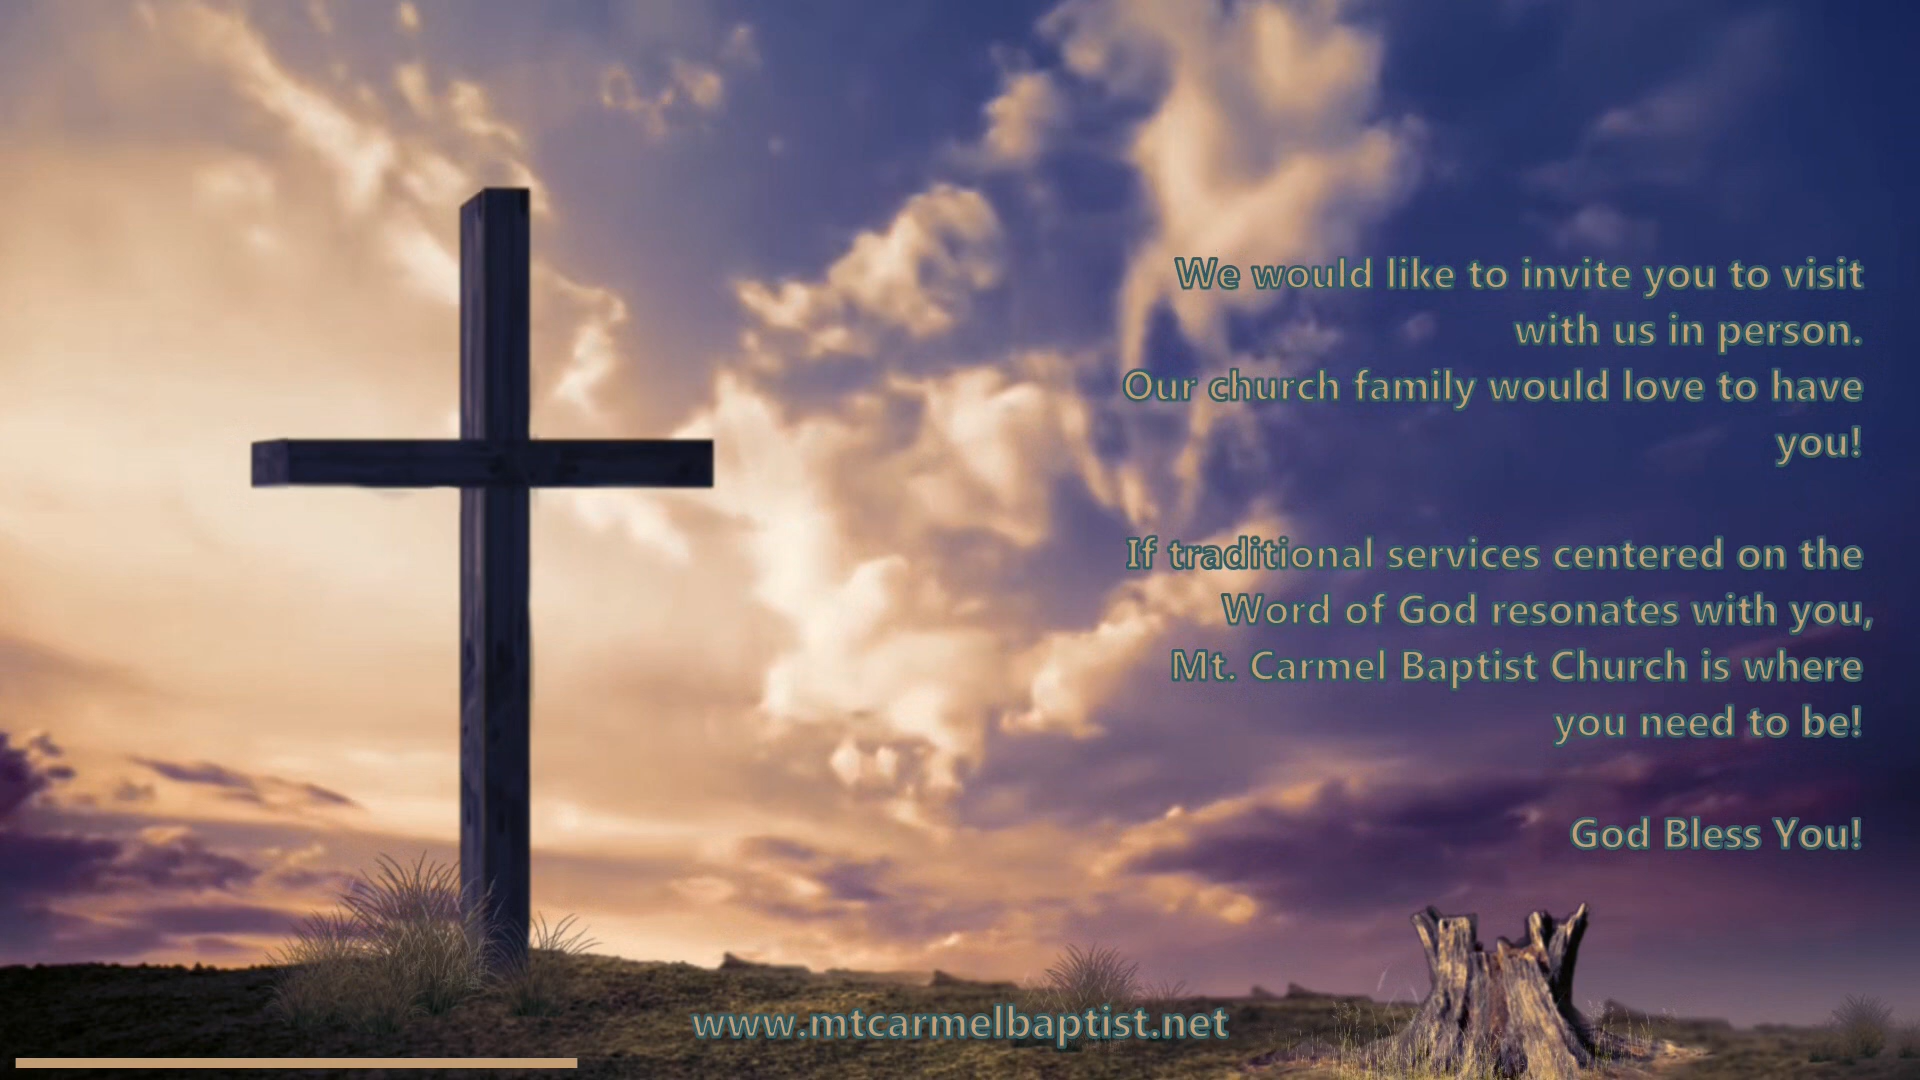 We would like to invite you to visit
with us in person.
Our church family would love to have
you!
If traditional services centered on the
Word of God resonates with you,
Mt. Carmel Baptist Church is where
you need to be!
God Bless You!
www.mtcarmelbaptist.net